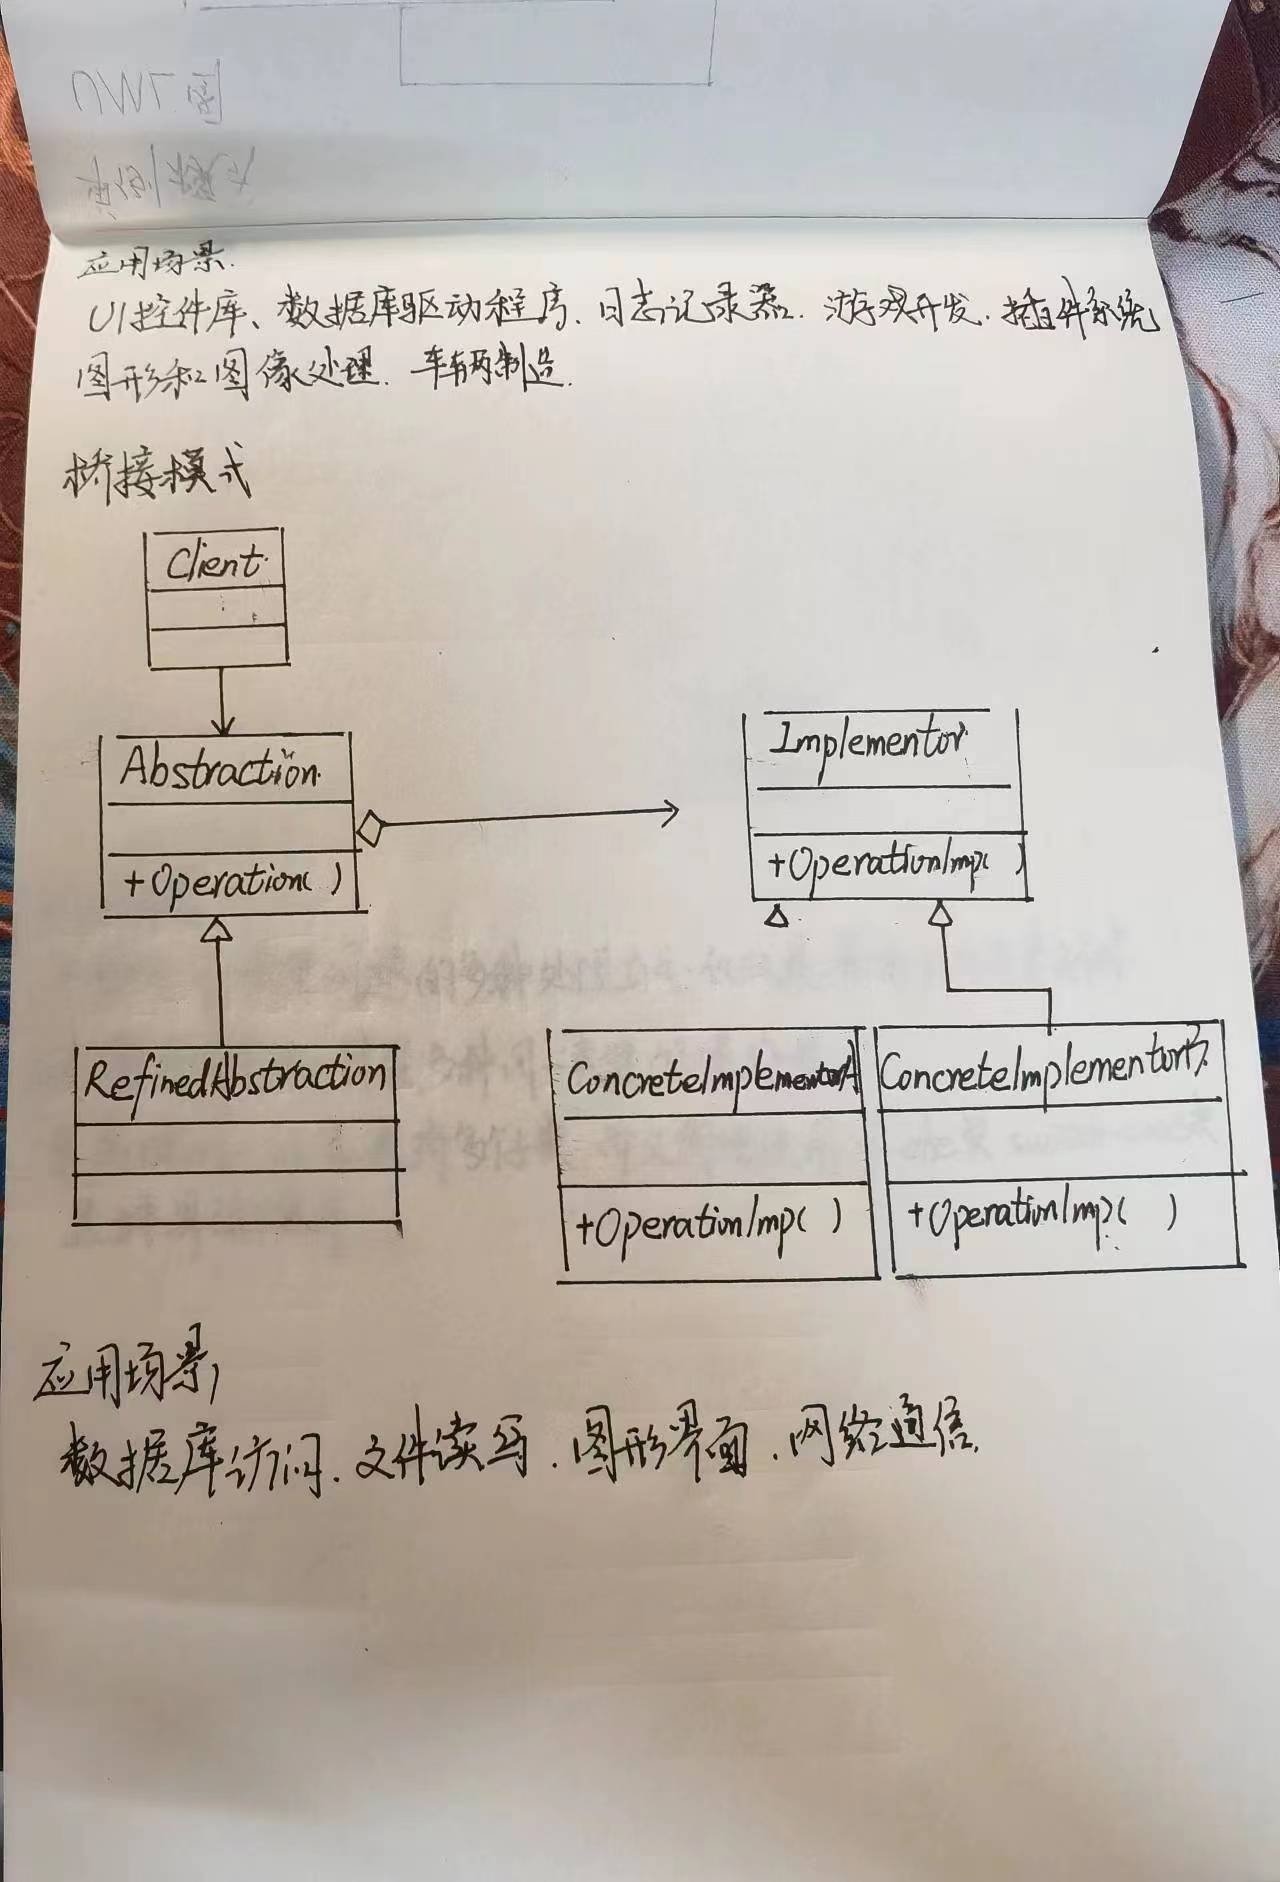 应用场景.
UI控件库、数据库驱动程序、日志记录器、游戏开发、插件系统
图形和图像处理、车辆制造.
桥接模式
Client
Abstraction
+Operation( )
Implementor
+OperationImp( )
RefinedAbstraction
ConcreteImplementorA
+OperationImp( )
ConcreteImplementorB
+OperationImp( )
应用场景,
数据库访问、文件读写、图形界面、网络通信.